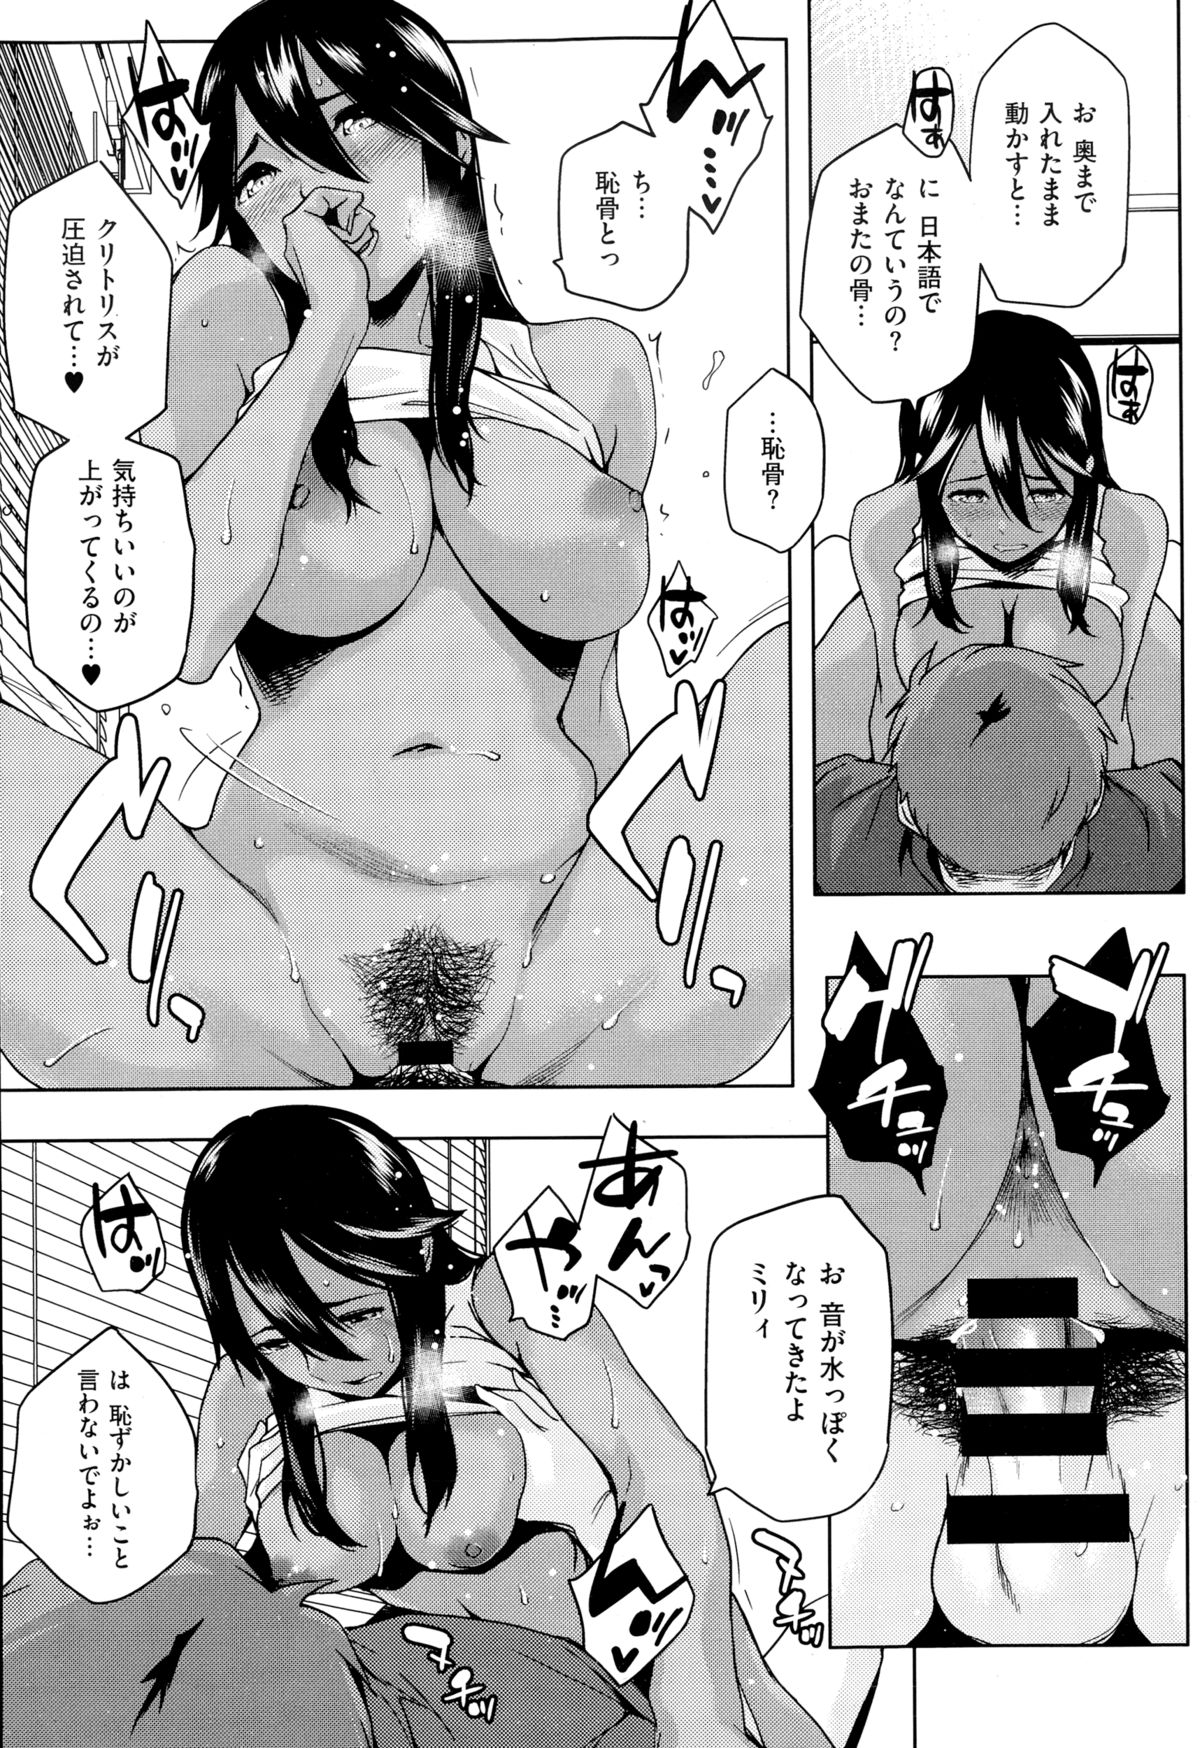 お 奥まで
入れたまま
動かすと…
に 日本語で
なんていうの？
おまたの骨…
はぁ
はぁ
…恥骨？
ち…
恥骨とっ
んッ…♥
はッ♥
はッ♥
クリトリスが
圧迫されて…♥
気持ちいいのが
上がってくるの…♥
グチュッ
グチュッ
お 音が水っぽく
なってきたよ
ミリィ
あんっ♥
やっ…
はッ
は 恥ずかしいこと
言わないでよぉ…
んッ♥
ヌチッ
ヌチッ